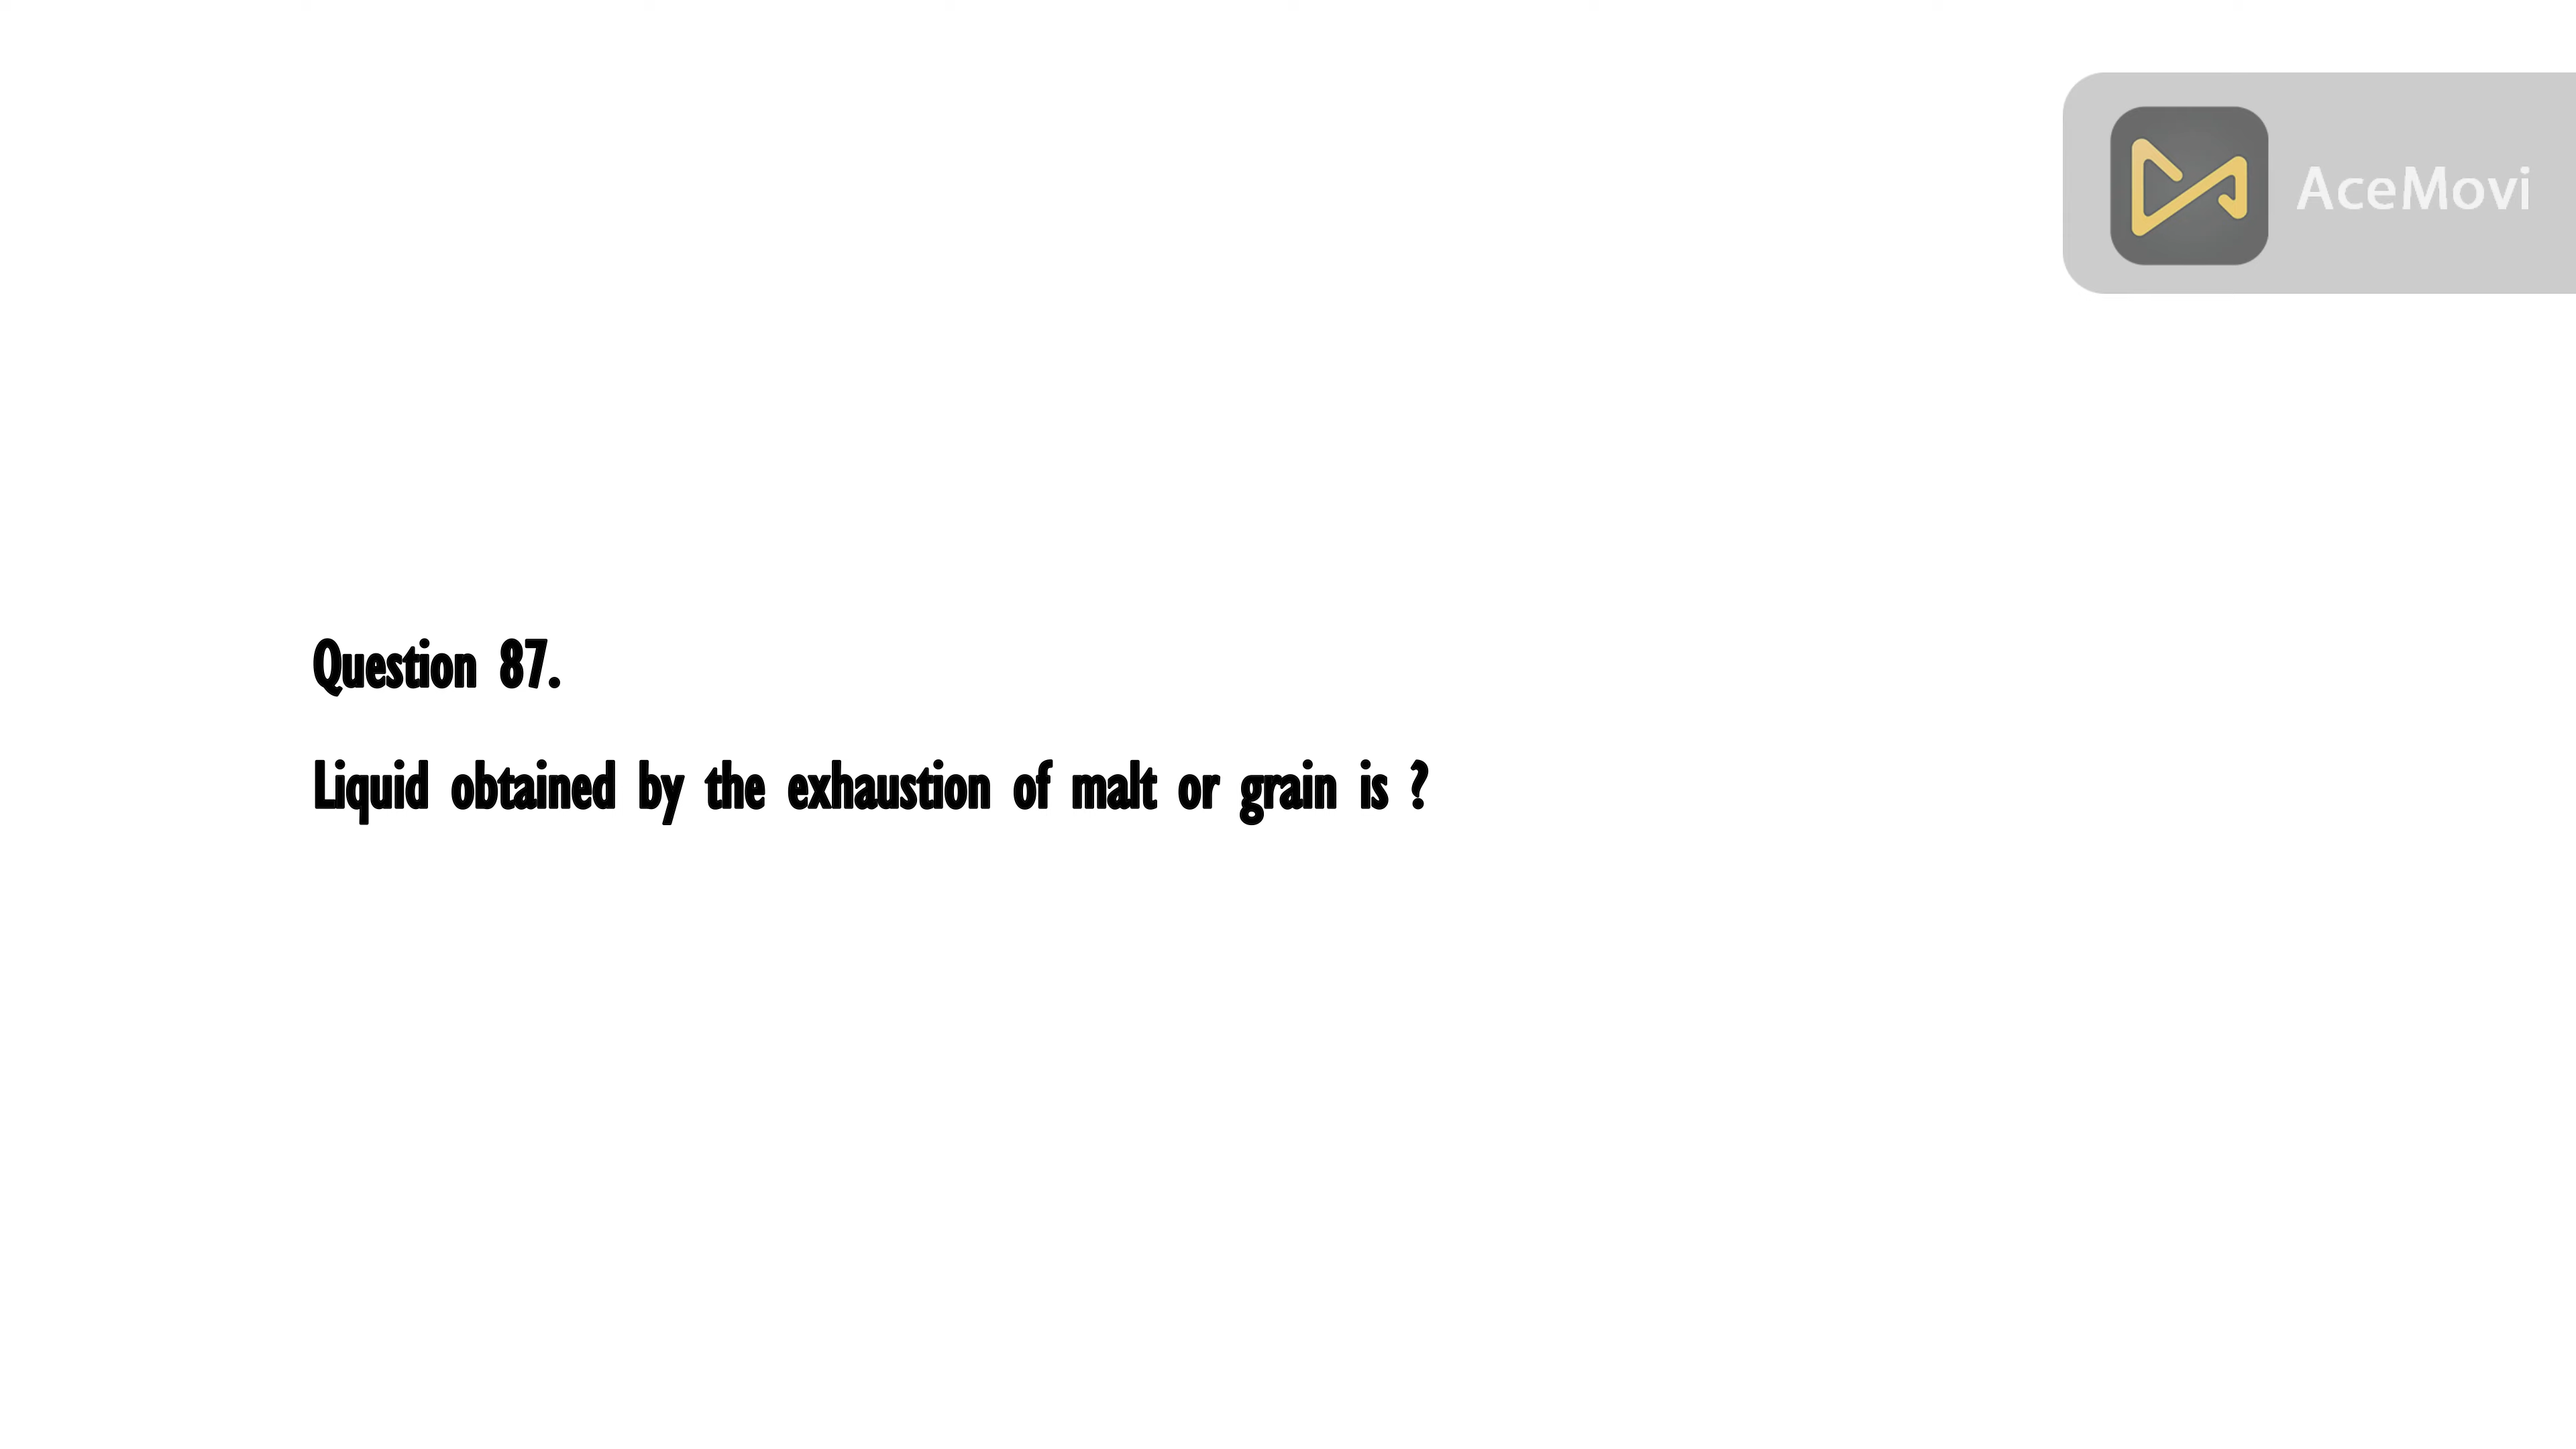 AceMovi
Question 87.
Liquid obtained by the exhaustion of malt or grain is ?